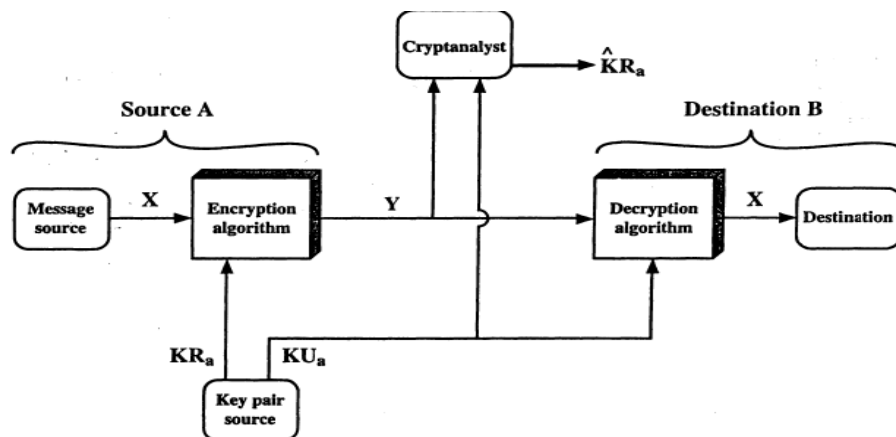 Cryptanalyst
K̂Rₐ
Source A
Destination B
Message
source
X
Encryption
algorithm
Y
Decryption
algorithm
X
Destination
KRₐ
KUₐ
Key pair
source